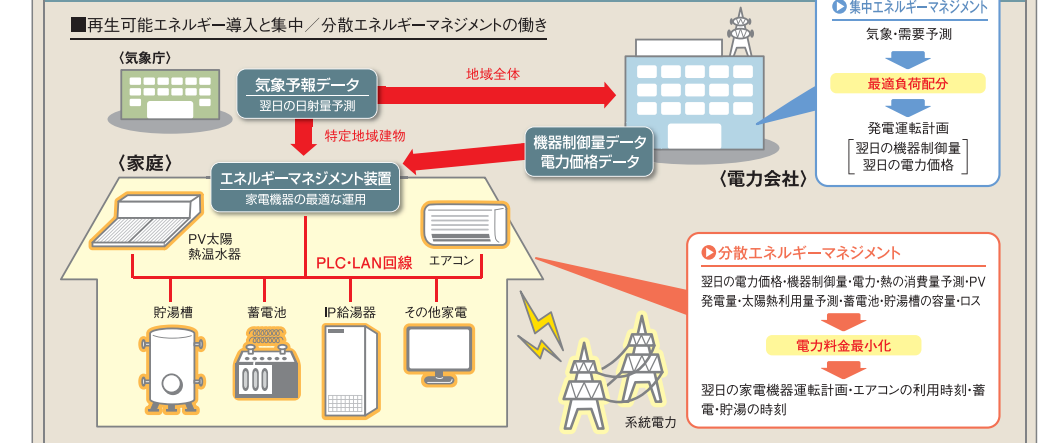 ■再生可能エネルギー導入と集中／分散エネルギーマネジメントの働き
〈気象庁〉
気象予報データ
翌日の日射量予測
地域全体
特定地域建物
機器制御量データ
電力価格データ
〈電力会社〉
集中エネルギーマネジメント
気象・需要予測
最適負荷配分
発電運転計画
翌日の機器制御量
翌日の電力価格
〈家庭〉
エネルギーマネジメント装置
家電機器の最適な運用
PV太陽
熱温水器
PLC・LAN回線
エアコン
貯湯槽
蓄電池
IP給湯器
その他家電
系統電力
分散エネルギーマネジメント
翌日の電力価格・機器制御量・電力・熱の消費量予測・PV
発電量・太陽熱利用量予測・蓄電池・貯湯槽の容量・ロス
電力料金最小化
翌日の家電機器運転計画・エアコンの利用時刻・蓄
電・貯湯の時刻